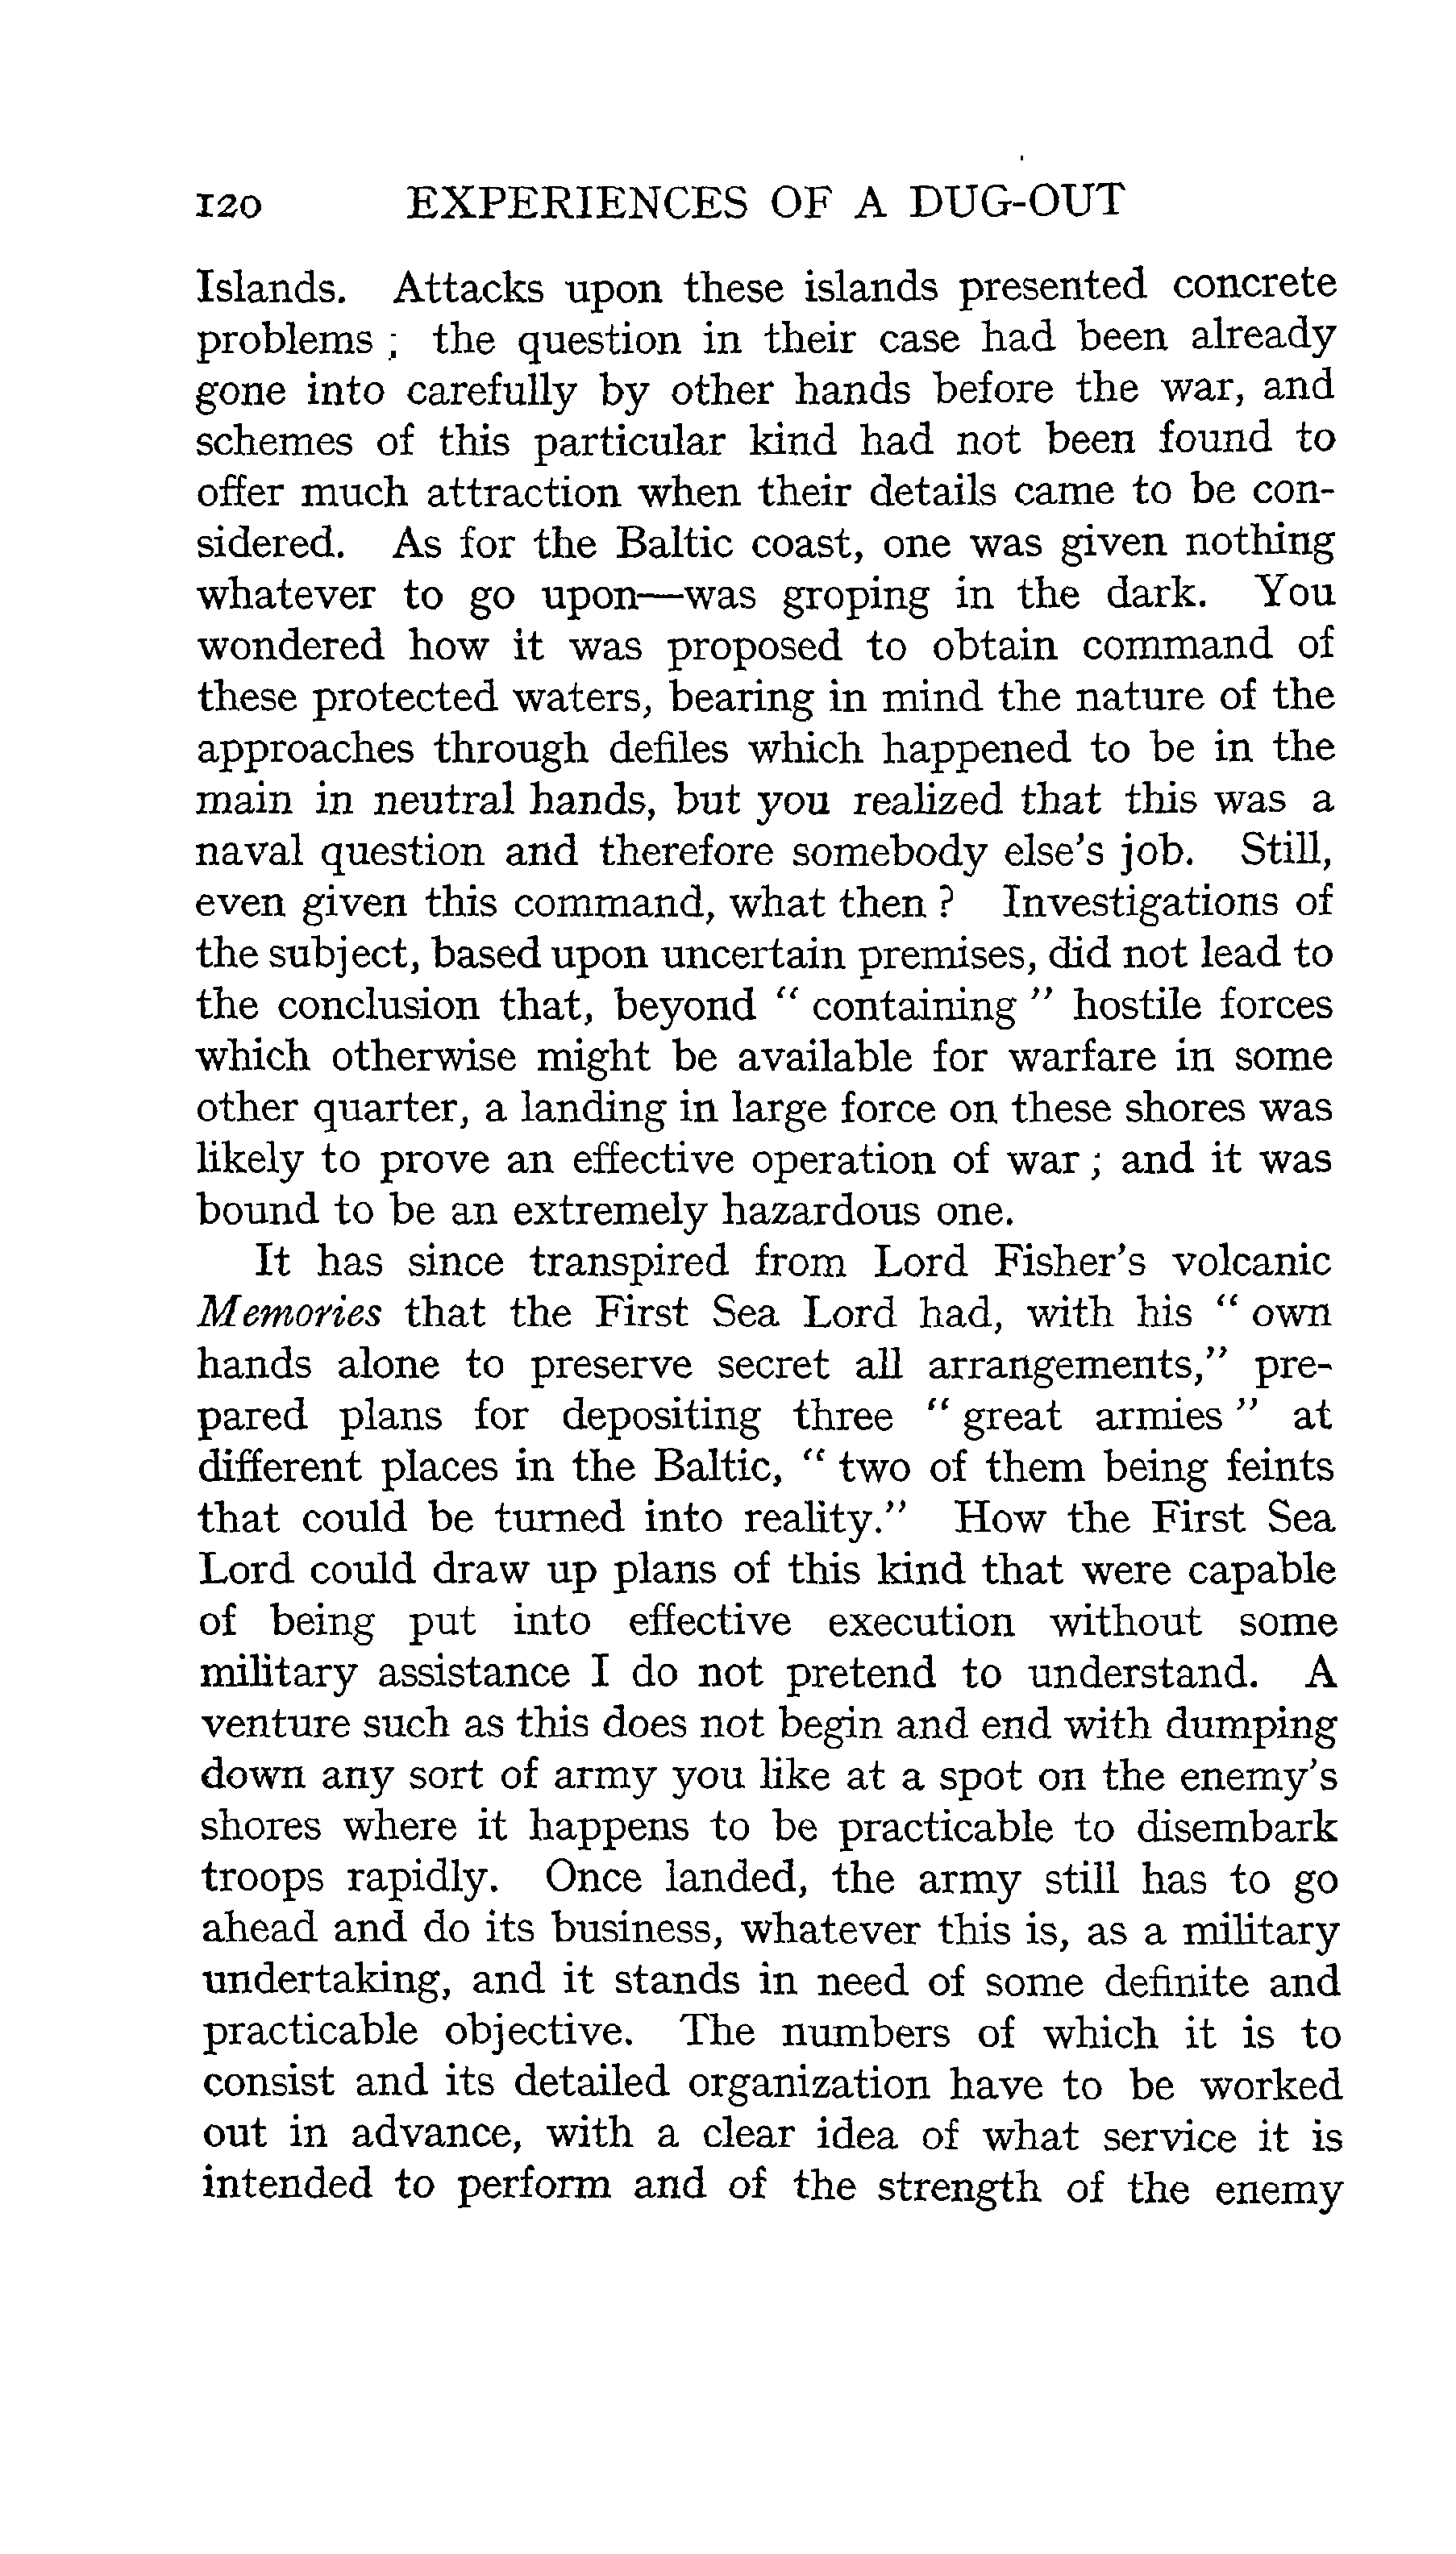 120 EXPERIENCES OF A DUG-OUT
Islands. Attacks upon these islands presented concrete
problems ; the question in their case had been already
gone into carefully by other hands before the war, and
schemes of this particular kind had not been found to
offer much attraction when their details came to be con-
sidered. As for the Baltic coast, one was given nothing
whatever to go upon—was groping in the dark. You
wondered how it was proposed to obtain command of
these protected waters, bearing in mind the nature of the
approaches through defiles which happened to be in the
main in neutral hands, but you realized that this was a
naval question and therefore somebody else's job. Still,
even given this command, what then ? Investigations of
the subject, based upon uncertain premises, did not lead to
the conclusion that, beyond " containing " hostile forces
which otherwise might be available for warfare in some
other quarter, a landing in large force on these shores was
likely to prove an effective operation of war ; and it was
bound to be an extremely hazardous one.
It has since transpired from Lord Fisher's volcanic
Memories that the First Sea Lord had, with his " own
hands alone to preserve secret all arrangements," pre-
pared plans for depositing three " great armies " at
different places in the Baltic, " two of them being feints
that could be turned into reality." How the First Sea
Lord could draw up plans of this kind that were capable
of being put into effective execution without some
military assistance I do not pretend to understand. A
venture such as this does not begin and end with dumping
down any sort of army you like at a spot on the enemy's
shores where it happens to be practicable to disembark
troops rapidly. Once landed, the army still has to go
ahead and do its business, whatever this is, as a military
undertaking, and it stands in need of some definite and
practicable objective. The numbers of which it is to
consist and its detailed organization have to be worked
out in advance, with a clear idea of what service it is
intended to perform and of the strength of the enemy